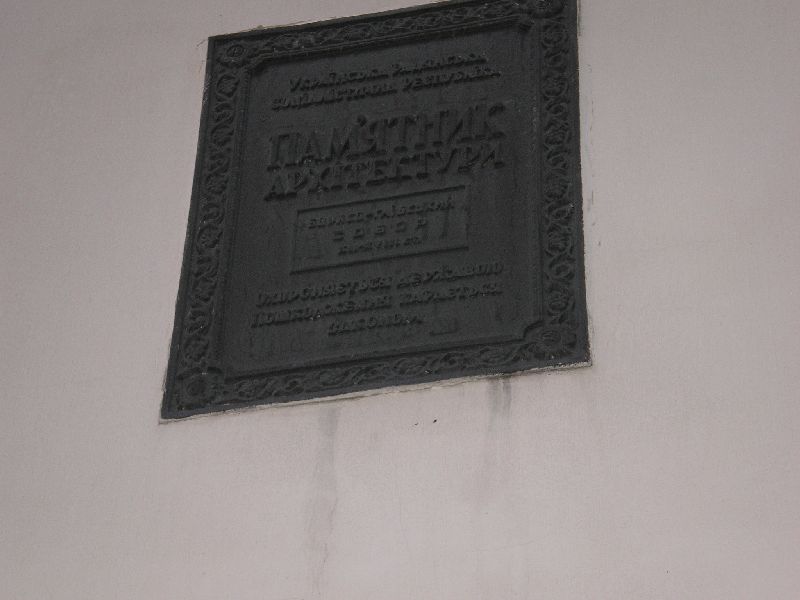 Українська Радянська
Соціалістична Республіка
ПАМ'ЯТНИК
АРХІТЕКТУРИ
СОБОР
Охороняється державою
пошкодження карається
законом